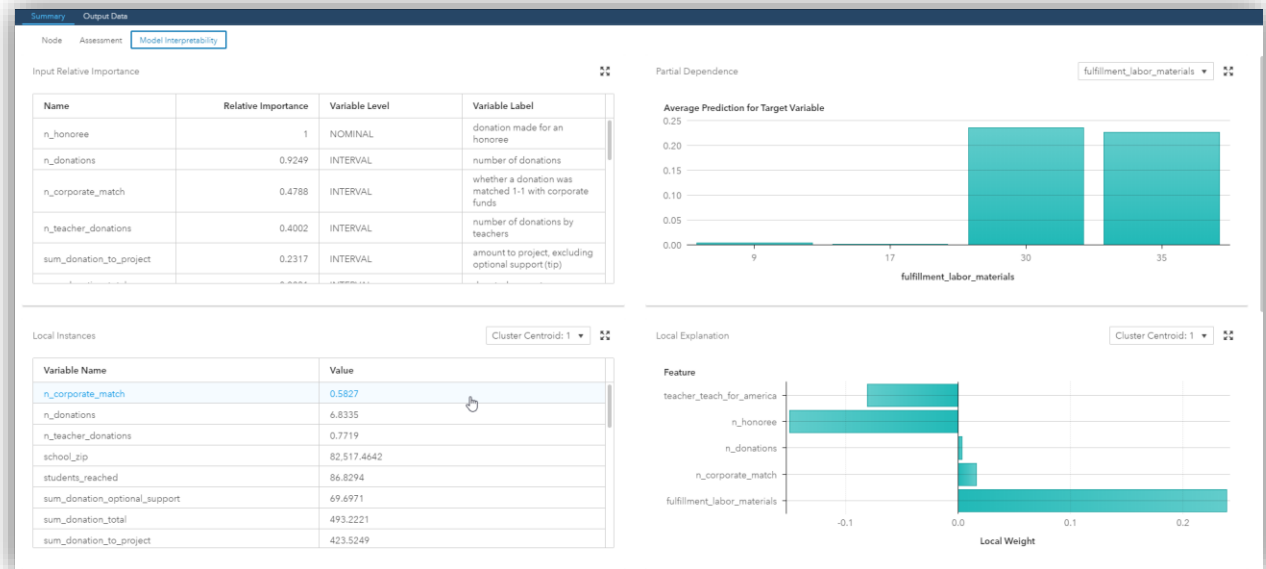 Summary Output Data
Node Assessment Model Interpretability
Input Relative Importance
Name Relative Importance Variable Level Variable Label
n_honoree 1 NOMINAL donation made for an
honoree
n_donations 0.9249 INTERVAL number of donations
n_corporate_match 0.4788 INTERVAL whether a donation was
matched 1-1 with corporate
funds
n_teacher_donations 0.4002 INTERVAL number of donations by
teachers
sum_donation_to_project 0.2317 INTERVAL amount to project, excluding
optional support (tip)
Partial Dependence fulfillment_labor_materials
Average Prediction for Target Variable
0.25
0.20
0.15
0.10
0.05
0.00
9 17 30 35
fulfillment_labor_materials
Local Instances Cluster Centroid: 1
Variable Name Value
n_corporate_match 0.5827
n_donations 6.8335
n_teacher_donations 0.7719
school_zip 82,517.4642
students_reached 86.8294
sum_donation_optional_support 69.6971
sum_donation_total 493.2221
sum_donation_to_project 423.5249
Local Explanation Cluster Centroid: 1
Feature
teacher_teach_for_america
n_honoree
n_donations
n_corporate_match
fulfillment_labor_materials
-0.1 0.0 0.1 0.2
Local Weight